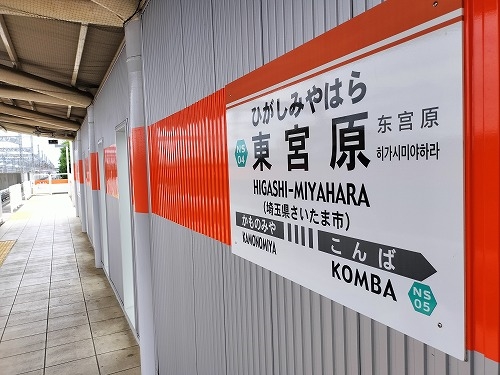 ひがしみやはら
NS
04
東宮原
东宮原
히가시미야하라
HIGASHI-MIYAHARA
(埼玉県さいたま市)
かものみや
こんば
KAMONOMIYA
KOMBA
NS
05